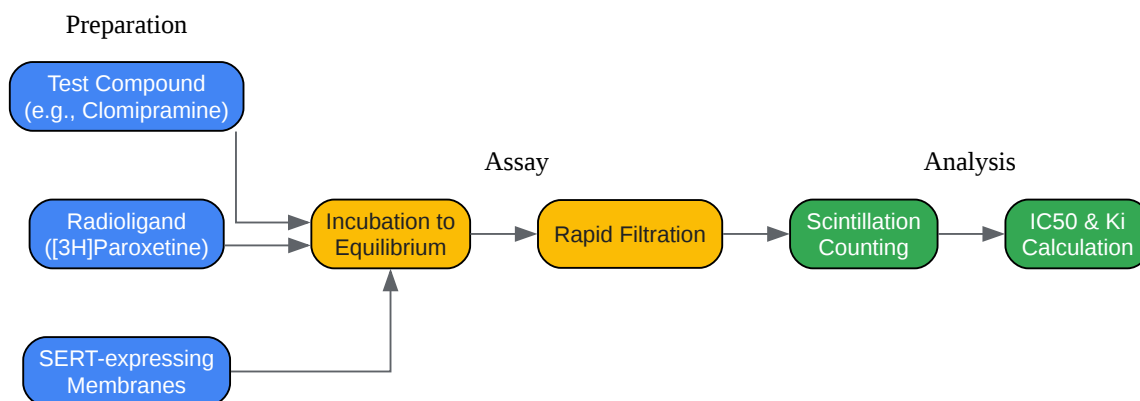 Preparation
Test Compound
(e.g., Clomipramine)
Radioligand
([3H]Paroxetine)
SERT-expressing
Membranes
Assay
Incubation to
Equilibrium
Rapid Filtration
Analysis
Scintillation
Counting
IC50 & Ki
Calculation